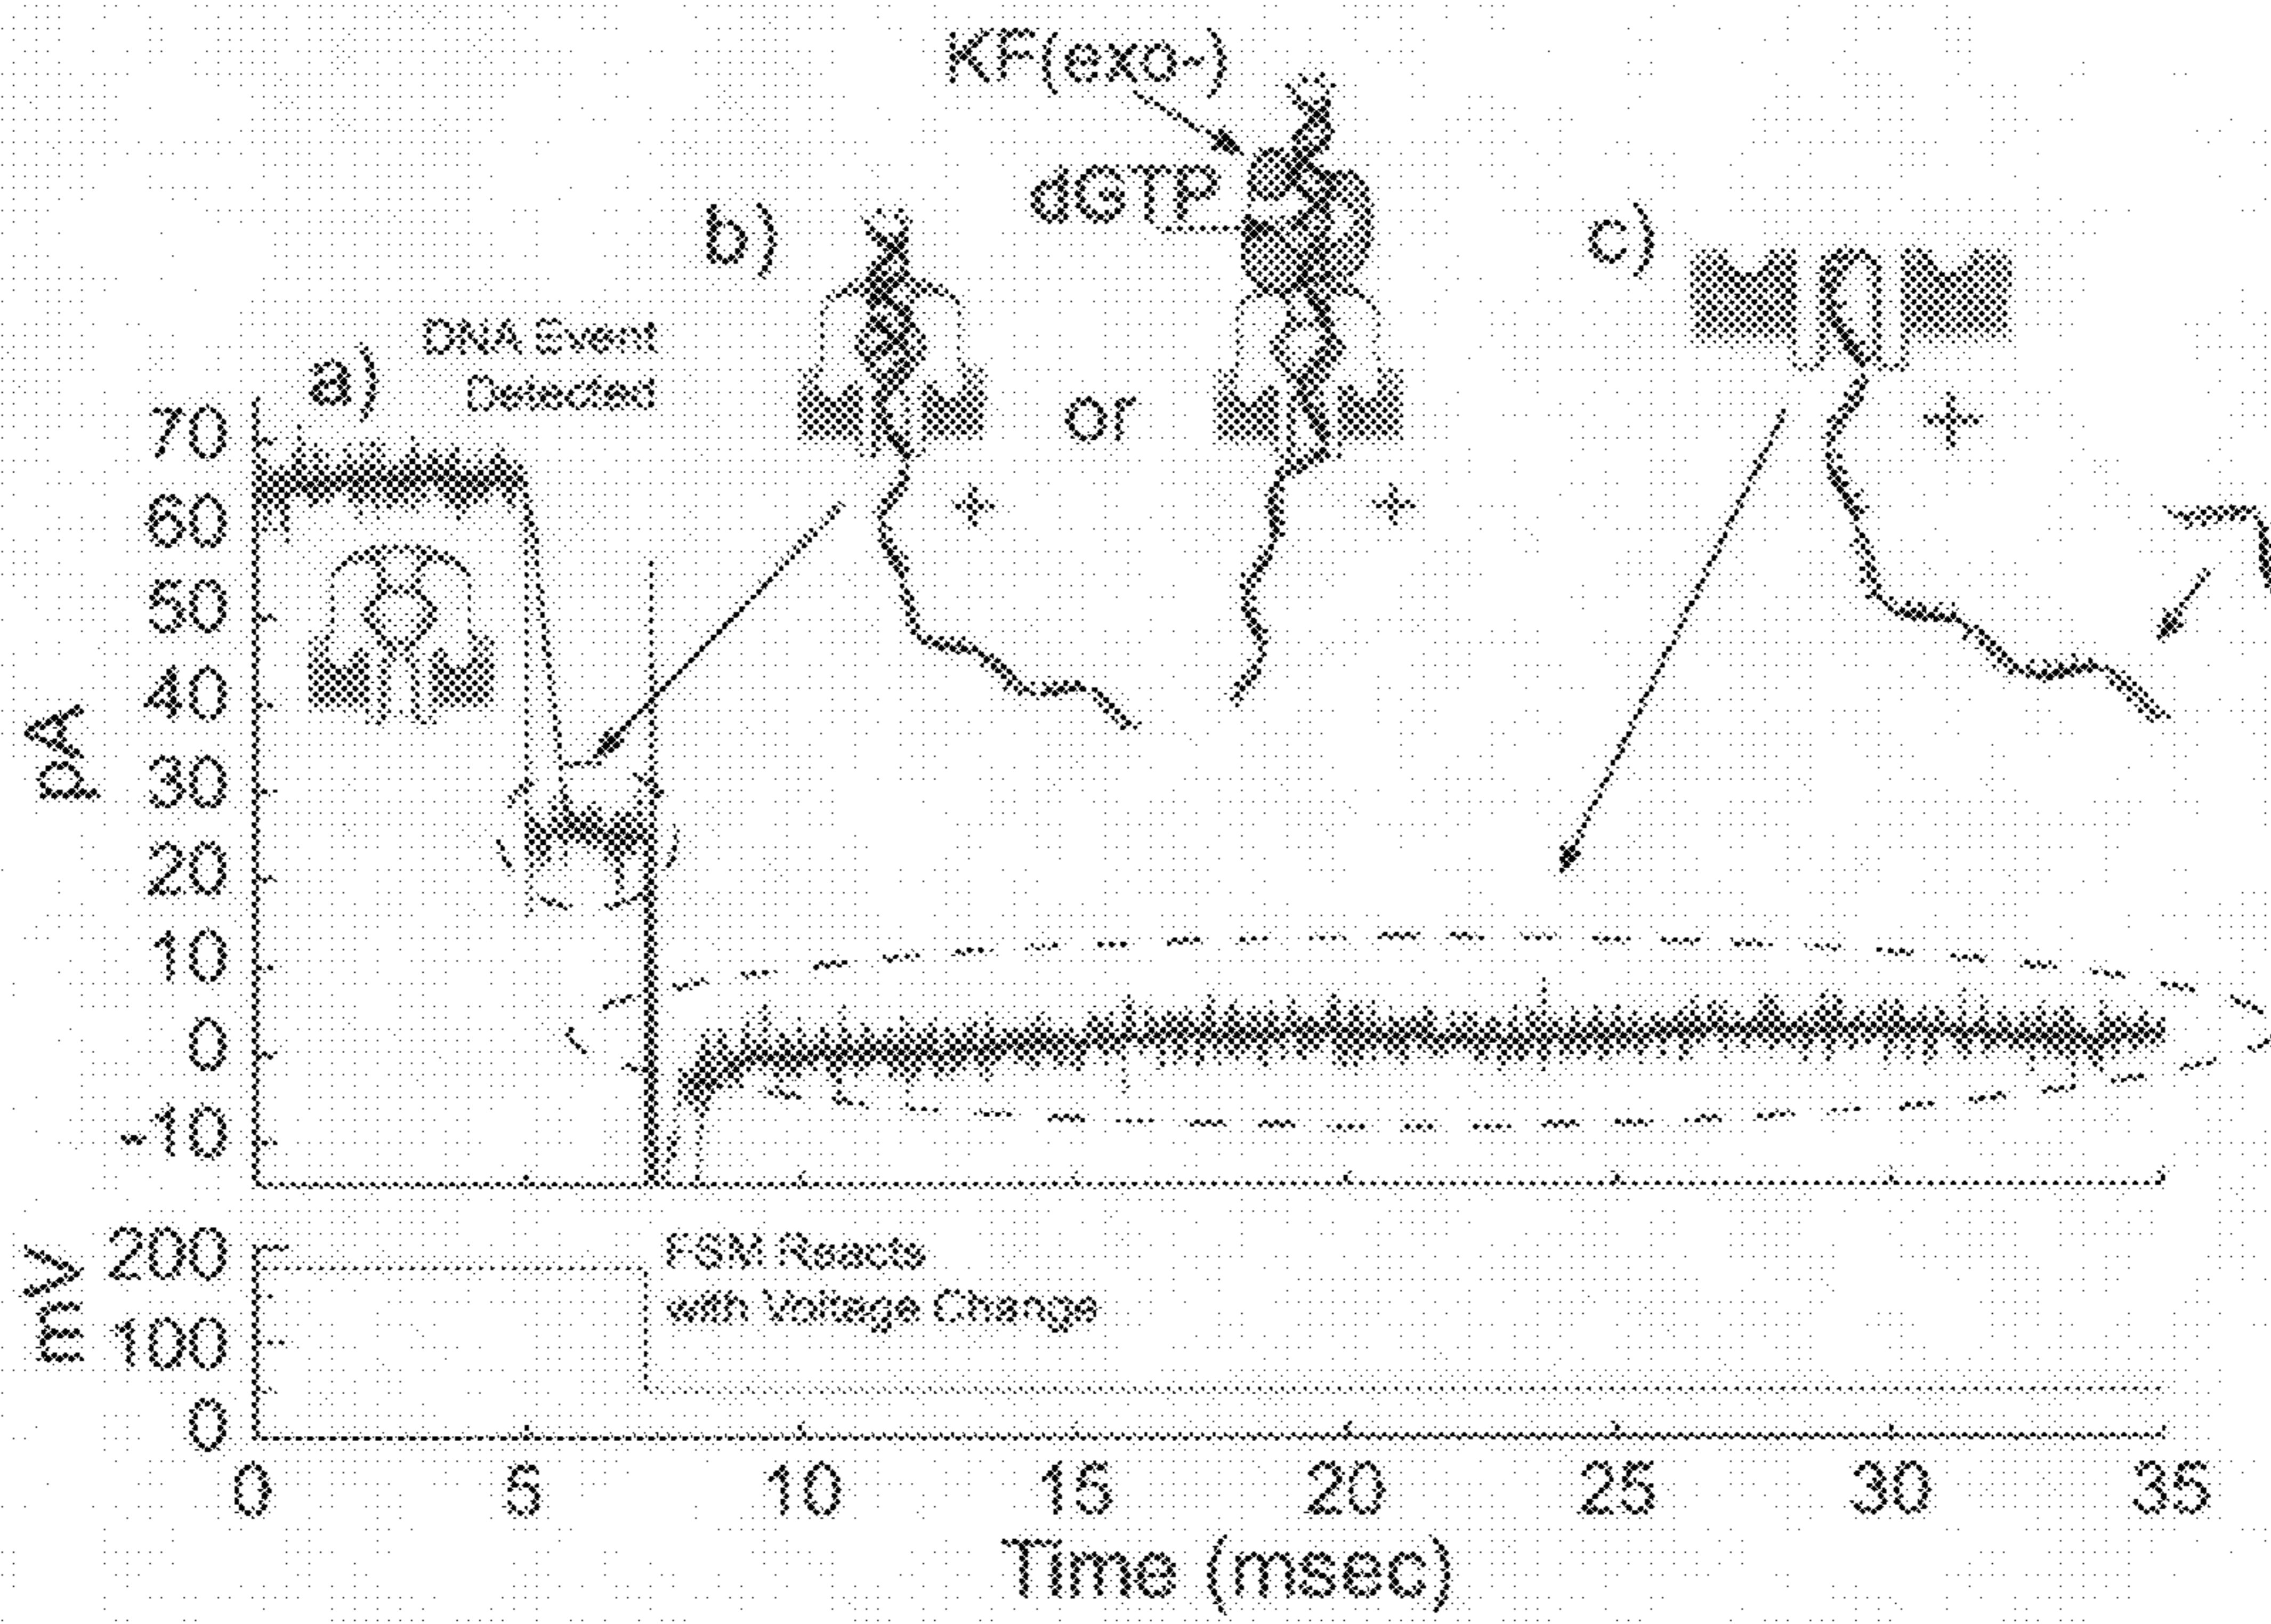 KF(exo-)
dGTP
b)
c)
DNA Event
Detected
a)
or
+
+
+
70
60
50
40
30
20
10
0
-10
pA
200
100
0
mV
FSM Reacts
with Voltage Change
0 5 10 15 20 25 30 35
Time (msec)